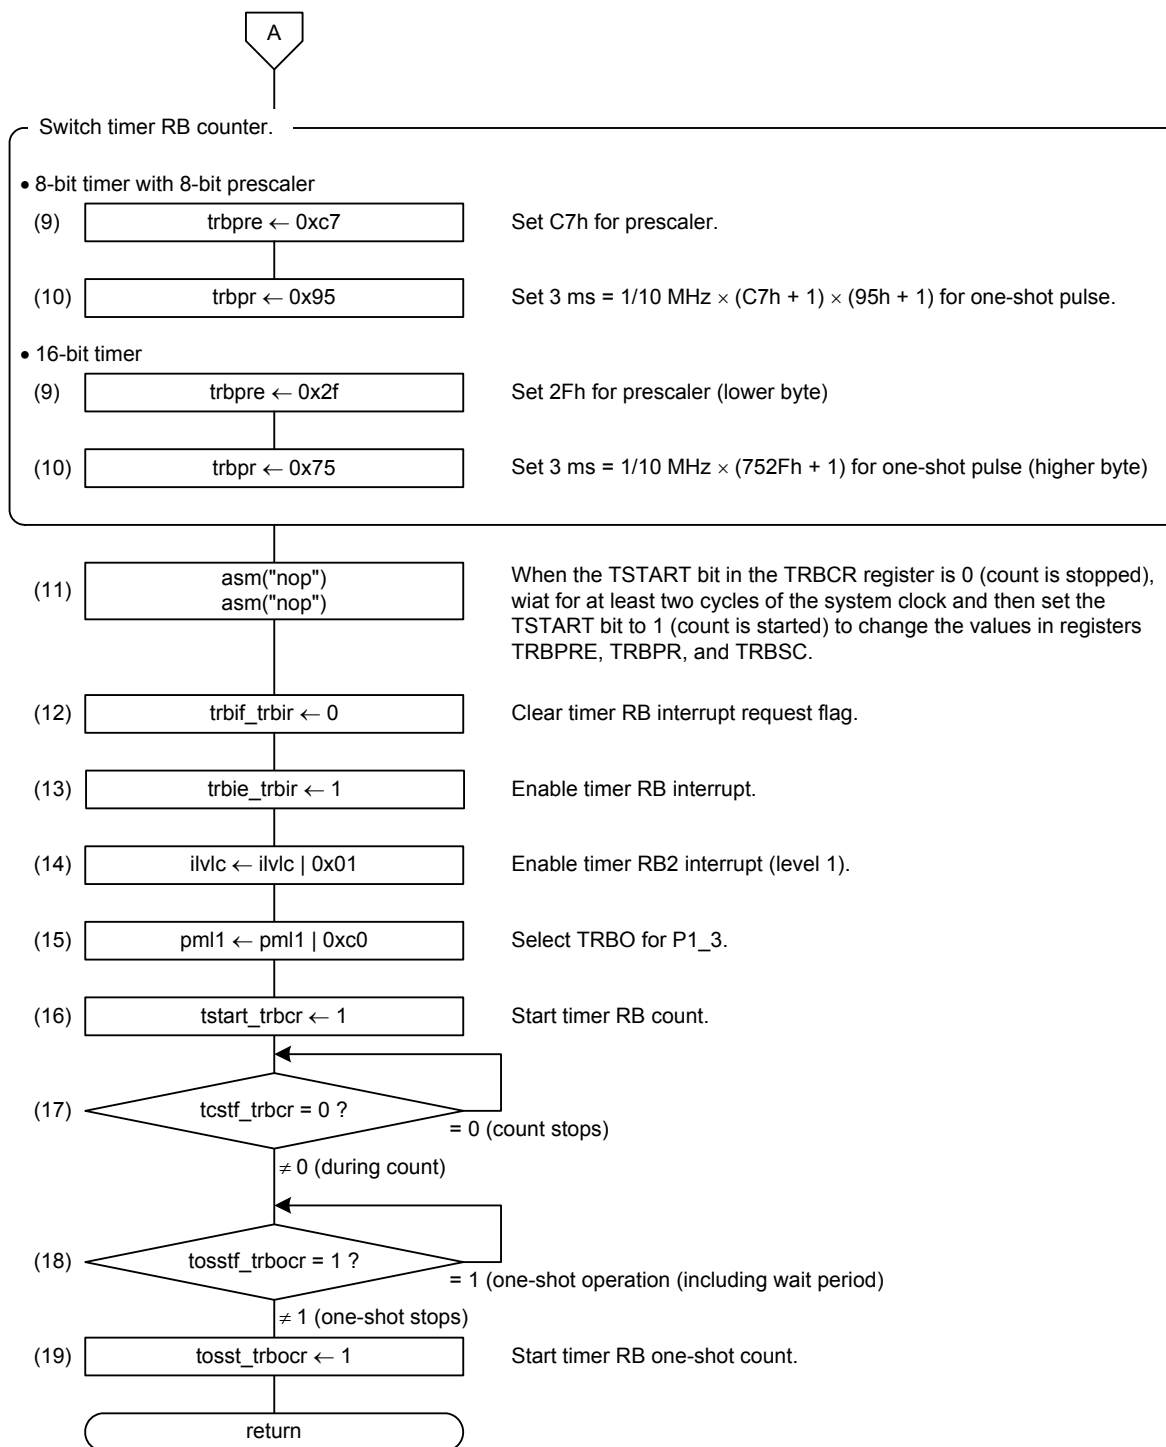 A
Switch timer RB counter.
• 8-bit timer with 8-bit prescaler
(9) trbpre ← 0xc7 Set C7h for prescaler.
(10) trbpr ← 0x95 Set 3 ms = 1/10 MHz × (C7h + 1) × (95h + 1) for one-shot pulse.
• 16-bit timer
(9) trbpre ← 0x2f Set 2Fh for prescaler (lower byte)
(10) trbpr ← 0x75 Set 3 ms = 1/10 MHz × (752Fh + 1) for one-shot pulse (higher byte)
(11) asm("nop")
asm("nop")
When the TSTART bit in the TRBCR register is 0 (count is stopped),
wiat for at least two cycles of the system clock and then set the
TSTART bit to 1 (count is started) to change the values in registers
TRBPRE, TRBPR, and TRBSC.
(12) trbif_trbir ← 0 Clear timer RB interrupt request flag.
(13) trbie_trbir ← 1 Enable timer RB interrupt.
(14) ilvlc ← ilvlc | 0x01 Enable timer RB2 interrupt (level 1).
(15) pml1 ← pml1 | 0xc0 Select TRBO for P1_3.
(16) tstart_trbcr ← 1 Start timer RB count.
(17) tcstf_trbcr = 0 ?
= 0 (count stops)
≠ 0 (during count)
(18) tosstf_trbocr = 1 ?
= 1 (one-shot operation (including wait period)
≠ 1 (one-shot stops)
(19) tosst_trbocr ← 1 Start timer RB one-shot count.
return